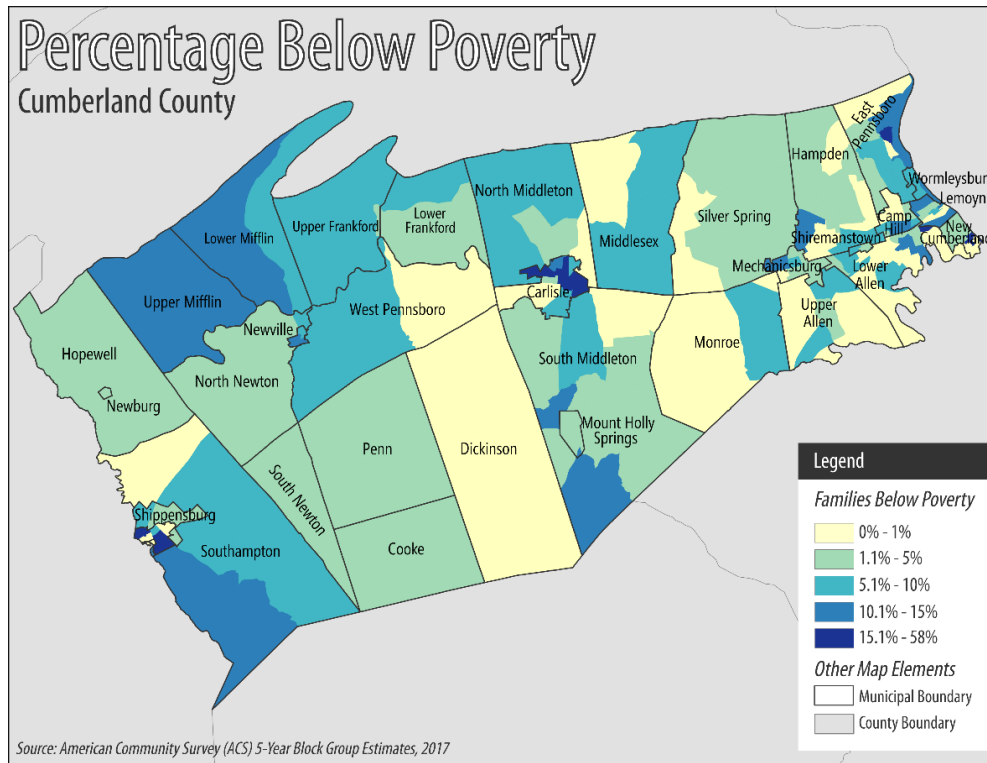 Percentage Below Poverty
Cumberland County
East
Pennsboro
Hampden
Wormleysbur
Lemoyn
North Middleton
Lower Mifflin
Upper Frankford
Lower
Frankford
Silver Spring
Camp
Hill
New
Cumberland
Middlesex
Shiremanstown
Mechanicsburg
Lower
Allen
Upper Mifflin
Carlisle
West Pennsboro
Upper
Allen
Newville
Monroe
Hopewell
South Middleton
North Newton
Newburg
Mount Holly
Springs
Penn
Dickinson
South Newton
Shippensburg
Southampton
Cooke
Legend
Families Below Poverty
0% - 1%
1.1% - 5%
5.1% - 10%
10.1% - 15%
15.1% - 58%
Other Map Elements
Municipal Boundary
County Boundary
Source: American Community Survey (ACS) 5-Year Block Group Estimates, 2017